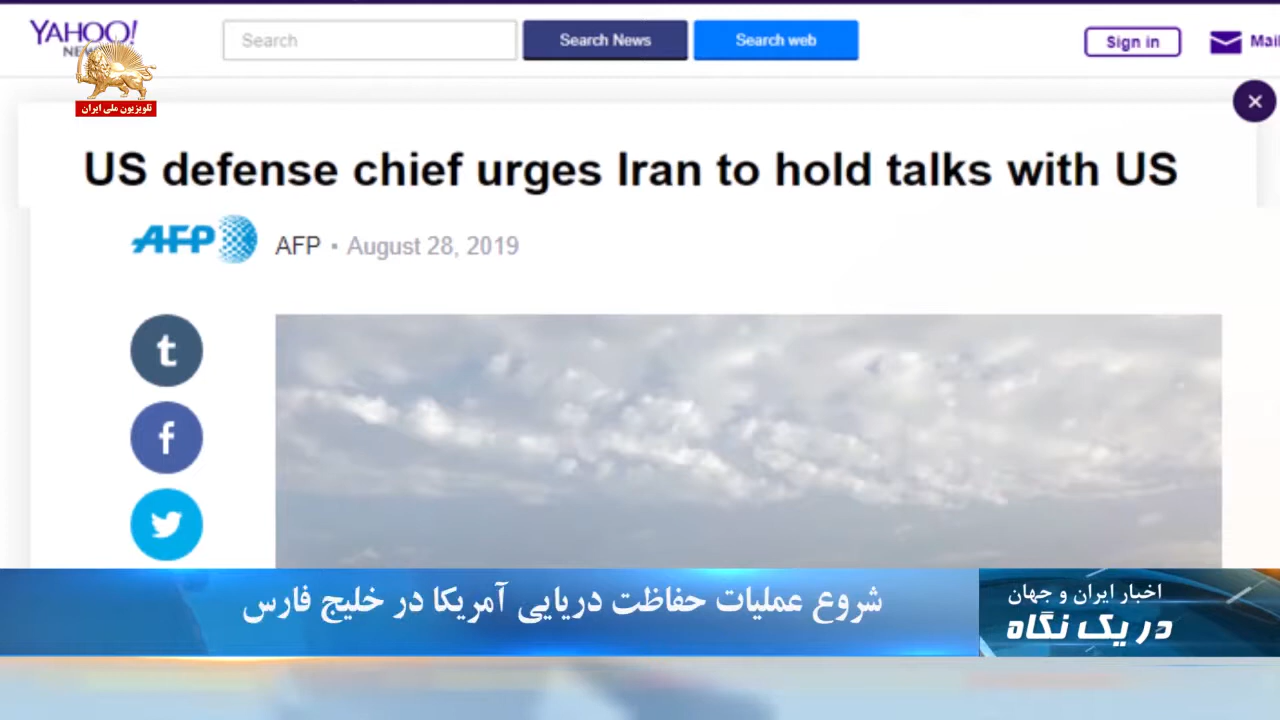 YAHOO!
NEWS
Search
Search News
Search web
Sign in
Mail
تلویزیون ملی ایران
US defense chief urges Iran to hold talks with US
AFP
AFP • August 28, 2019
شروع عملیات حفاظت دریایی آمریکا در خلیج فارس
اخبار ایران و جهان
در یک نگاه